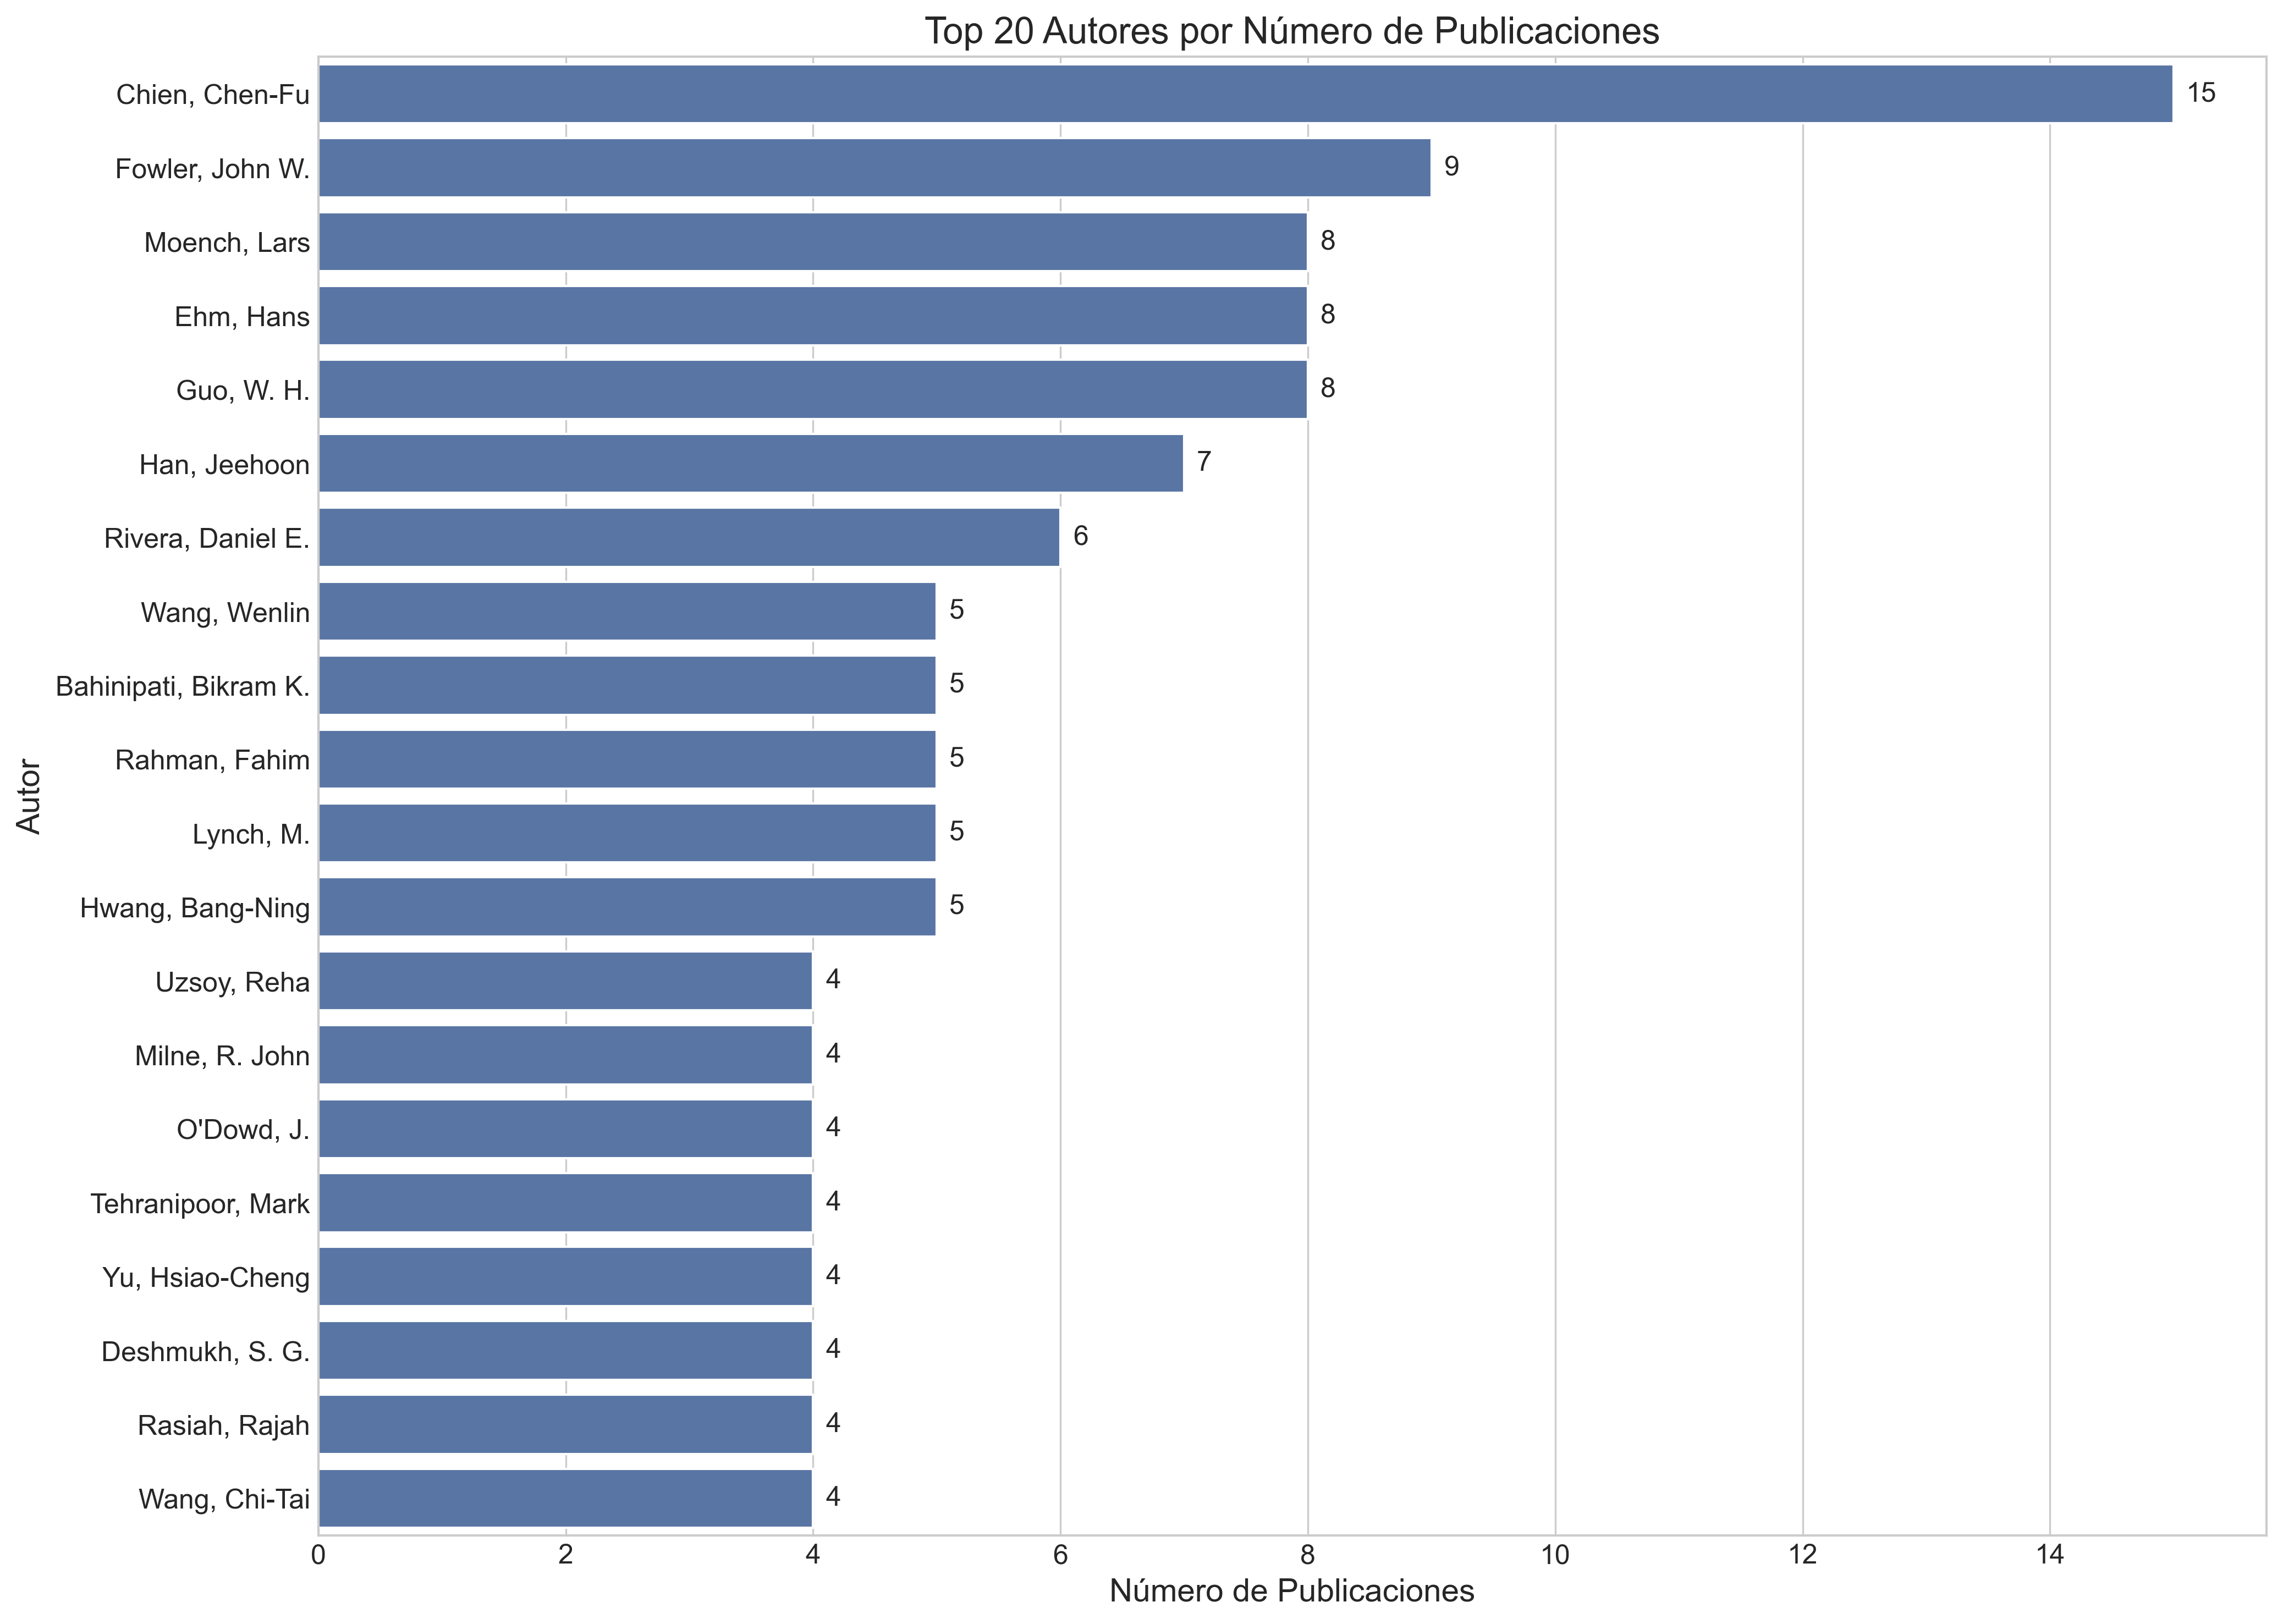 Top 20 Autores por Número de Publicaciones
Chien, Chen-Fu 15
Fowler, John W. 9
Moench, Lars 8
Ehm, Hans 8
Guo, W. H. 8
Han, Jeehoon 7
Rivera, Daniel E. 6
Wang, Wenlin 5
Bahinipati, Bikram K. 5
Rahman, Fahim 5
Lynch, M. 5
Hwang, Bang-Ning 5
Uzsoy, Reha 4
Milne, R. John 4
O'Dowd, J. 4
Tehranipoor, Mark 4
Yu, Hsiao-Cheng 4
Deshmukh, S. G. 4
Rasiah, Rajah 4
Wang, Chi-Tai 4
Autor
0 2 4 6 8 10 12 14
Número de Publicaciones